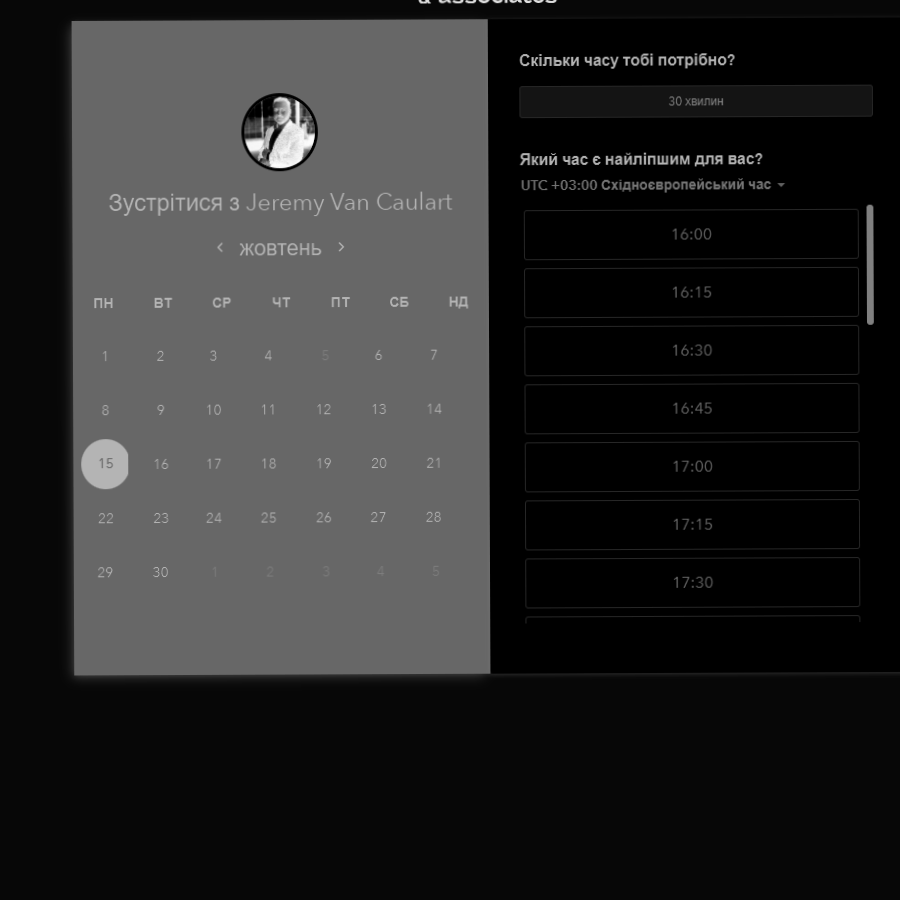 & associates
Зустрітися з Jeremy Van Caulart
жовтень
ПН ВТ СР ЧТ ПТ СБ НД
1 2 3 4 5 6 7
8 9 10 11 12 13 14
15 16 17 18 19 20 21
22 23 24 25 26 27 28
29 30 1 2 3 4 5
Скільки часу тобі потрібно?
30 хвилин
Який час є найліпшим для вас?
UTC +03:00 Східноєвропейський час
16:00
16:15
16:30
16:45
17:00
17:15
17:30